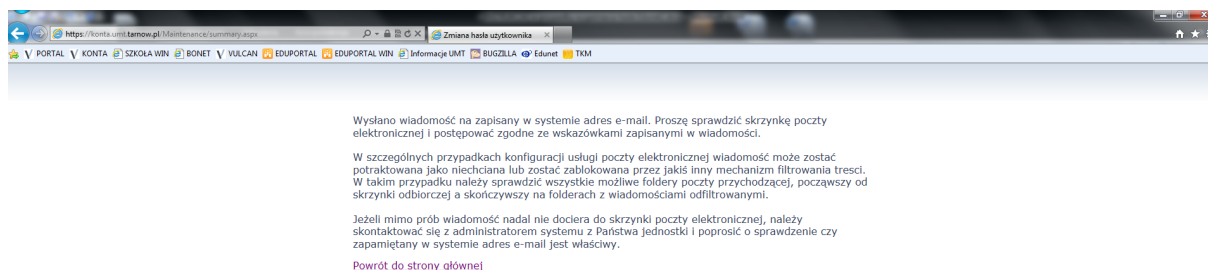 https://konta.umt.tarnow.pl/Maintenance/summary.aspx
Zmiana hasła użytkownika
PORTAL KONTA SZKOŁA WIN BONET VULCAN EDUPORTAL EDUPORTAL WIN Informacje UMT BUGZILLA Edunet TKM
Wysłano wiadomość na zapisany w systemie adres e-mail. Proszę sprawdzić skrzynkę poczty
elektronicznej i postępować zgodne ze wskazówkami zapisanymi w wiadomości.
W szczególnych przypadkach konfiguracji usługi poczty elektronicznej wiadomość może zostać
potraktowana jako niechciana lub zostać zablokowana przez jakiś inny mechanizm filtrowania tresci.
W takim przypadku należy sprawdzić wszystkie możliwe foldery poczty przychodzącej, począwszy od
skrzynki odbiorczej a skończywszy na folderach z wiadomościami odfiltrowanymi.
Jeżeli mimo prób wiadomość nadal nie dociera do skrzynki poczty elektronicznej, należy
skontaktować się z administratorem systemu z Państwa jednostki i poprosić o sprawdzenie czy
zapamiętany w systemie adres e-mail jest właściwy.
Powrót do strony głównej